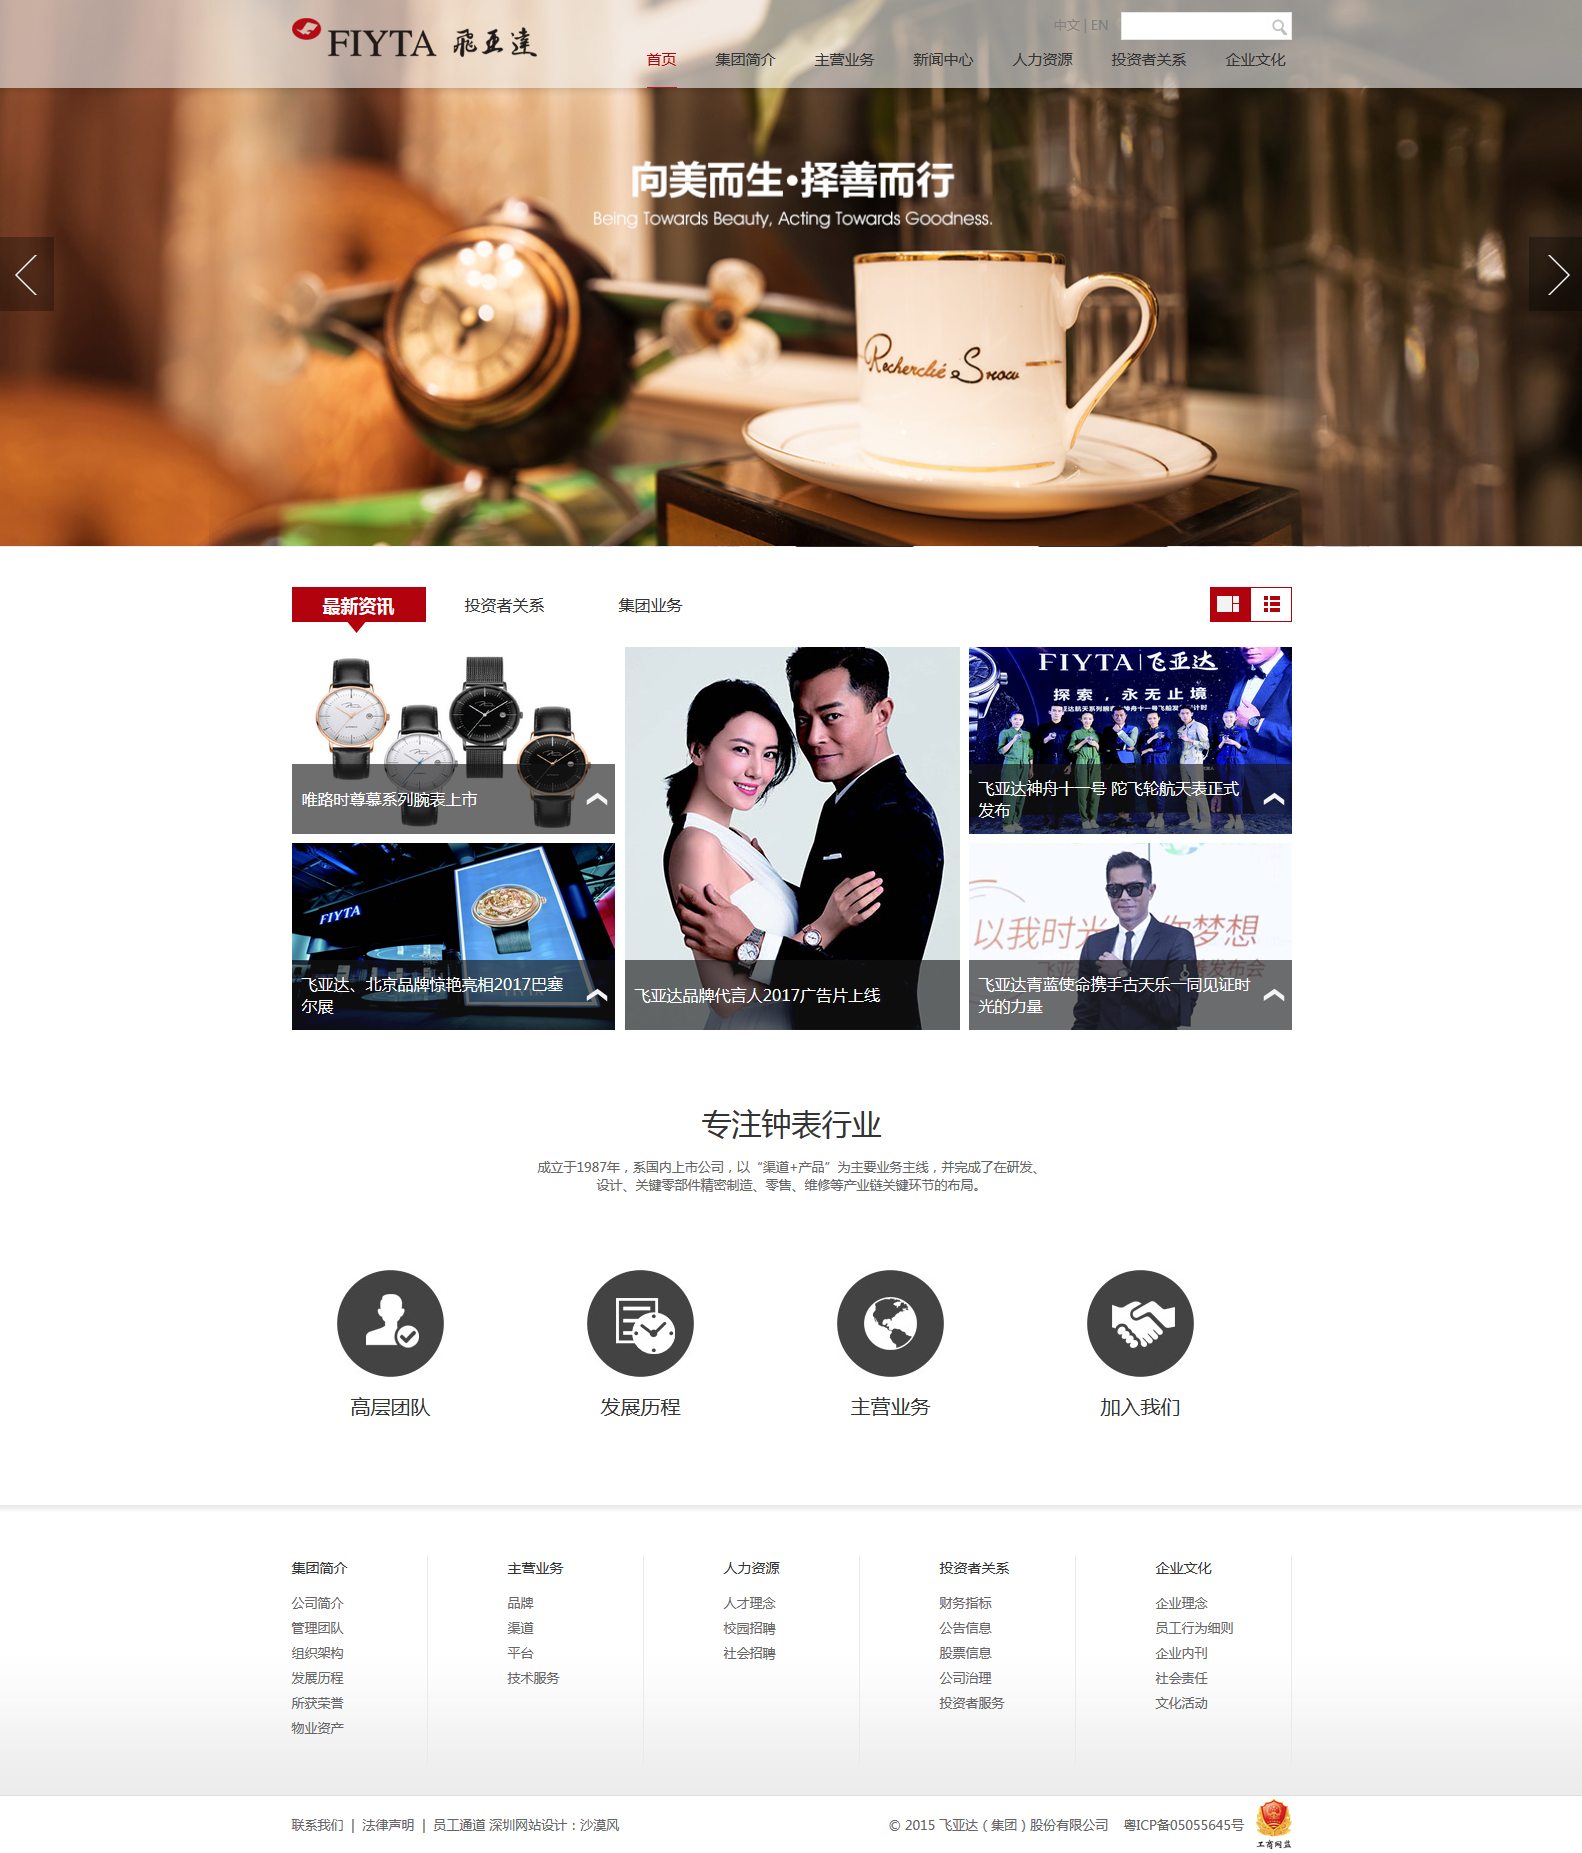 FIYTA 飛亚達
中文 | EN
首页 集团简介 主营业务 新闻中心 人力资源 投资者关系 企业文化
向美而生·择善而行
Being Towards Beauty, Acting Towards Goodness.
Recherché
最新资讯 投资者关系 集团业务
唯路时尊慕系列腕表上市
FIYTA|飞亚达
探索，永无止境
飞亚达神舟十一号 陀飞轮航天表正式
发布
FIYTA
飞亚达、北京品牌惊艳亮相2017巴塞
尔展
飞亚达品牌代言人2017广告片上线
以我时光 你梦想
飞亚达青蓝使命携手古天乐一同见证时
光的力量
专注钟表行业
成立于1987年，系国内上市公司，以“渠道+产品”为主要业务主线，并完成了在研发、
设计、关键零部件精密制造、零售、维修等产业链关键环节的布局。
高层团队 发展历程 主营业务 加入我们
集团简介
公司简介
管理团队
组织架构
发展历程
所获荣誉
物业资产
主营业务
品牌
渠道
平台
技术服务
人力资源
人才理念
校园招聘
社会招聘
投资者关系
财务指标
公告信息
股票信息
公司治理
投资者服务
企业文化
企业理念
员工行为细则
企业内刊
社会责任
文化活动
联系我们 | 法律声明 | 员工通道 深圳网站设计：沙漠风
© 2015 飞亚达（集团）股份有限公司 粤ICP备05055645号
工商网监